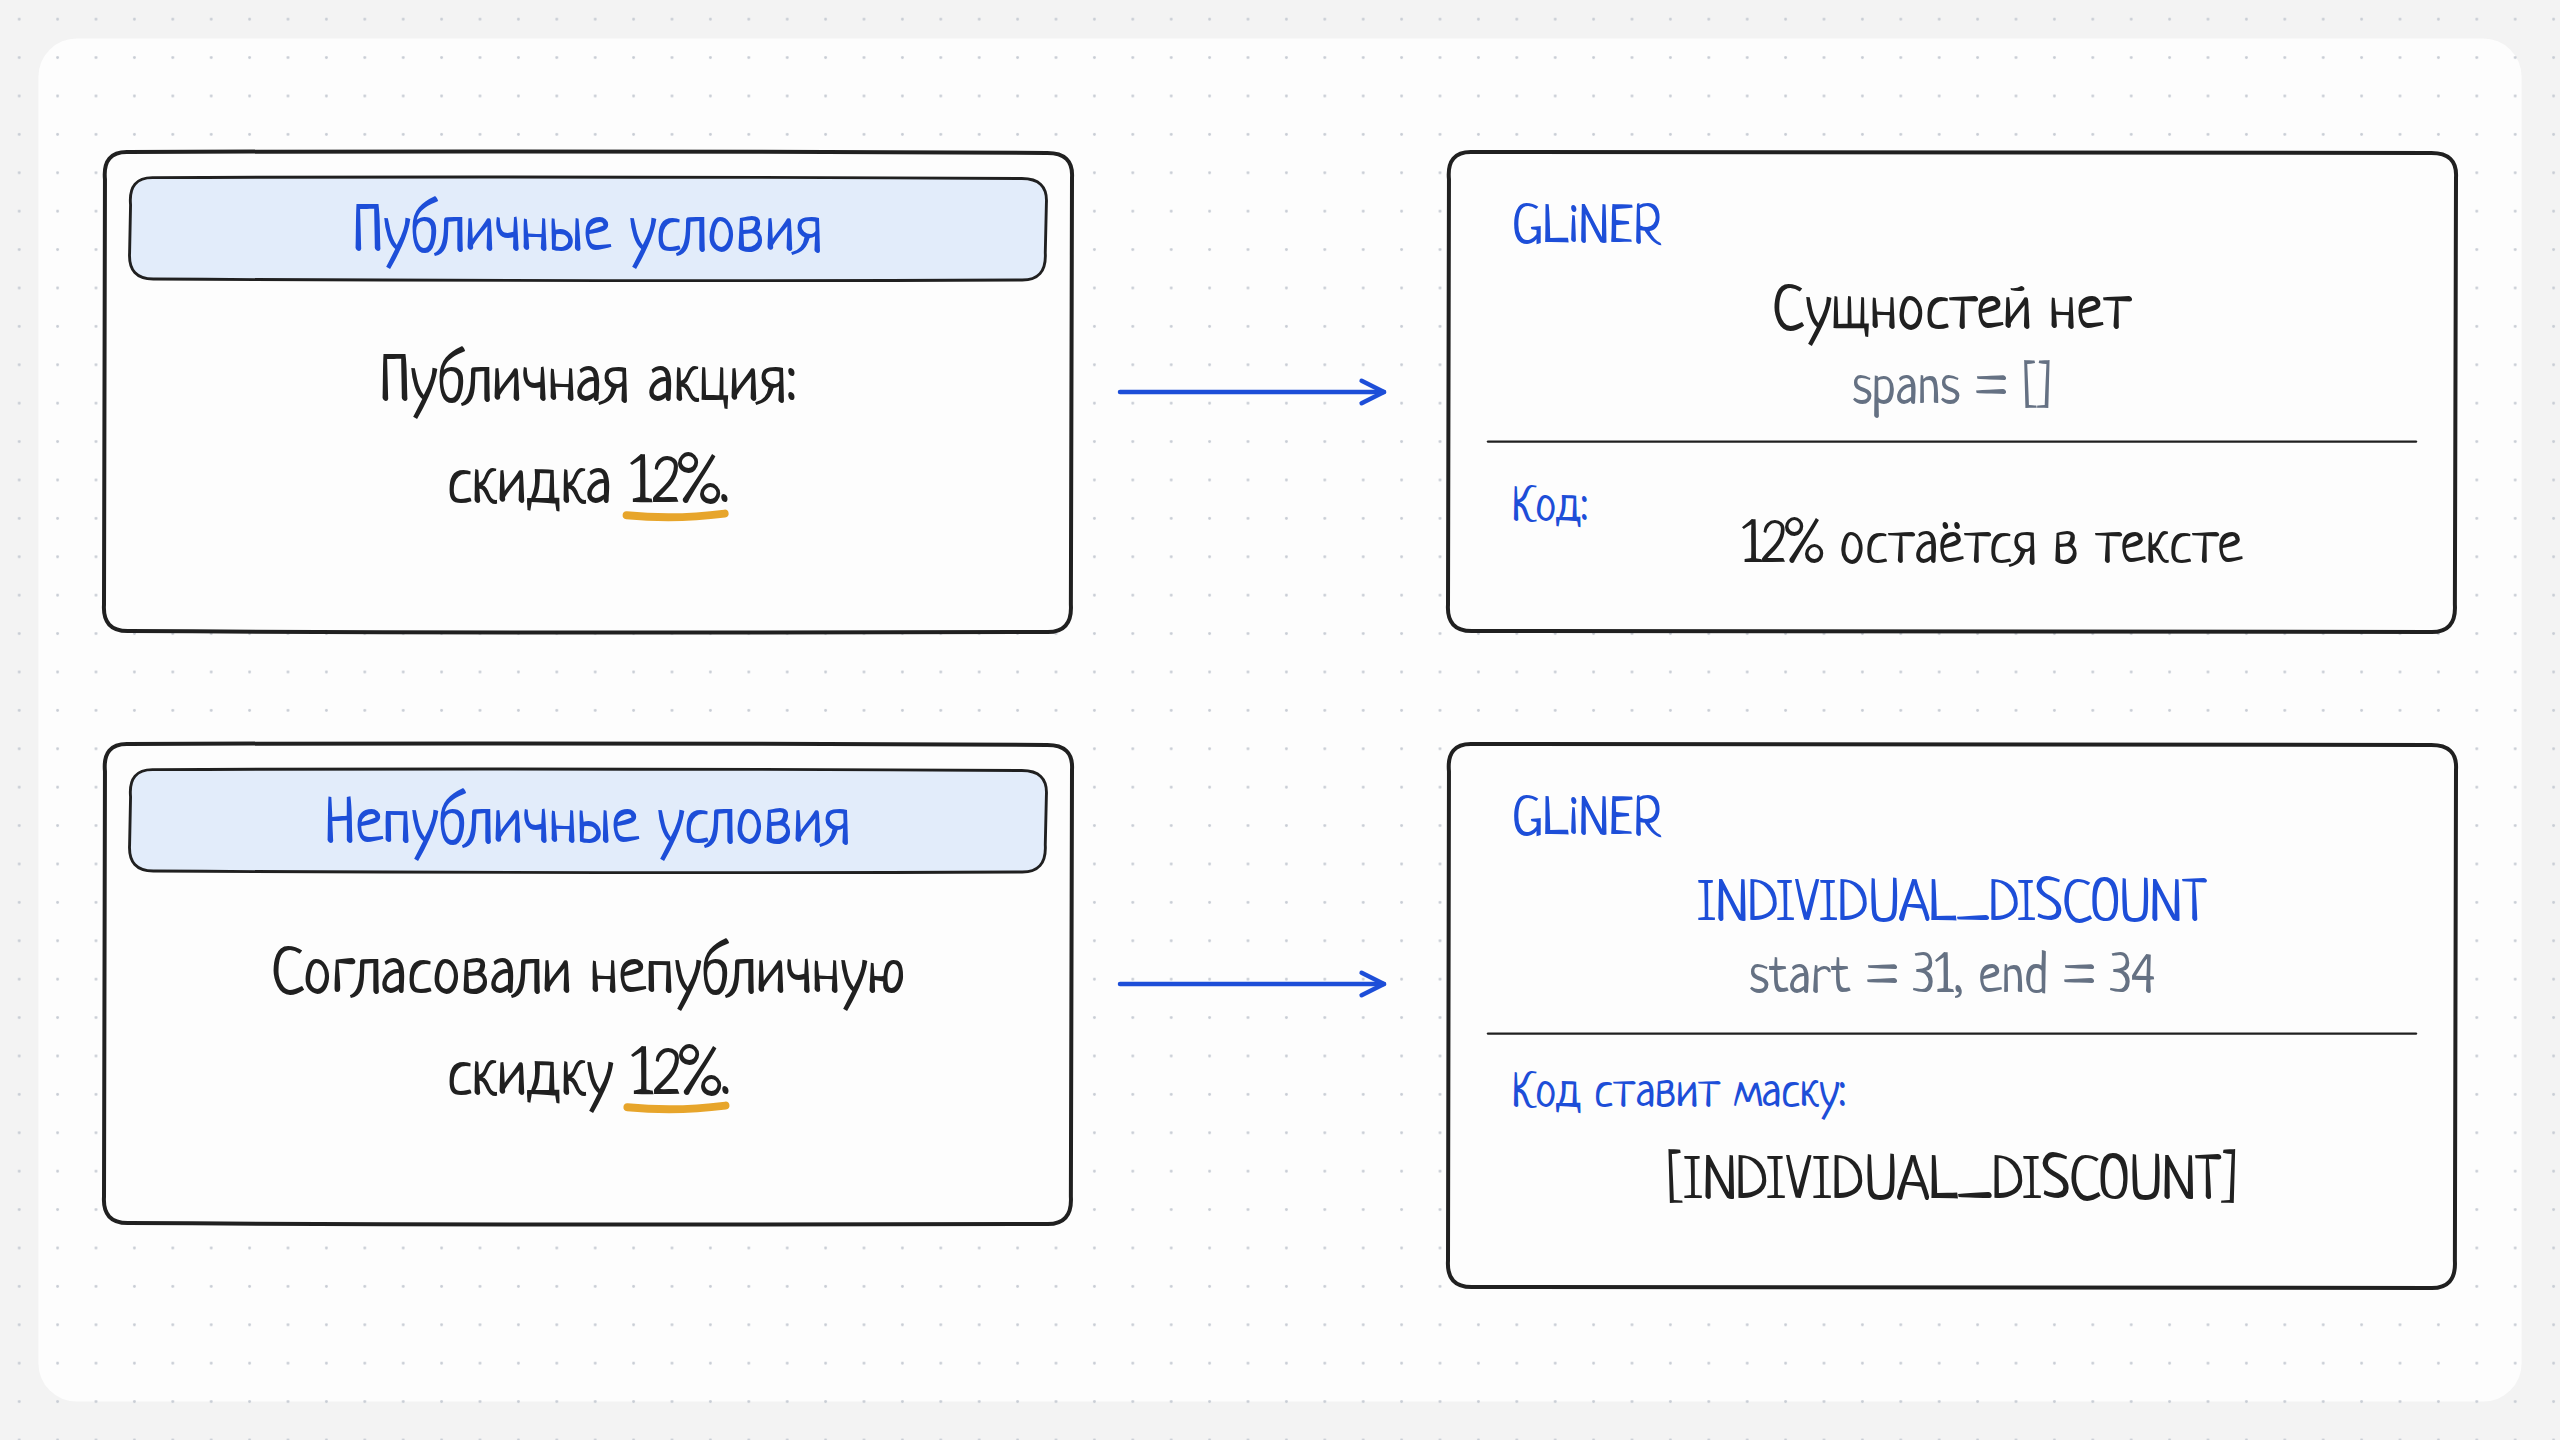 Публичные условия
Публичная акция:
скидка 12%.
GLiNER
Сущностей нет
spans = []
Код:
12% остаётся в тексте
Непубличные условия
Согласовали непубличную
скидку 12%.
GLiNER
INDIVIDUAL_DISCOUNT
start = 31, end = 34
Код ставит маску:
[INDIVIDUAL_DISCOUNT]